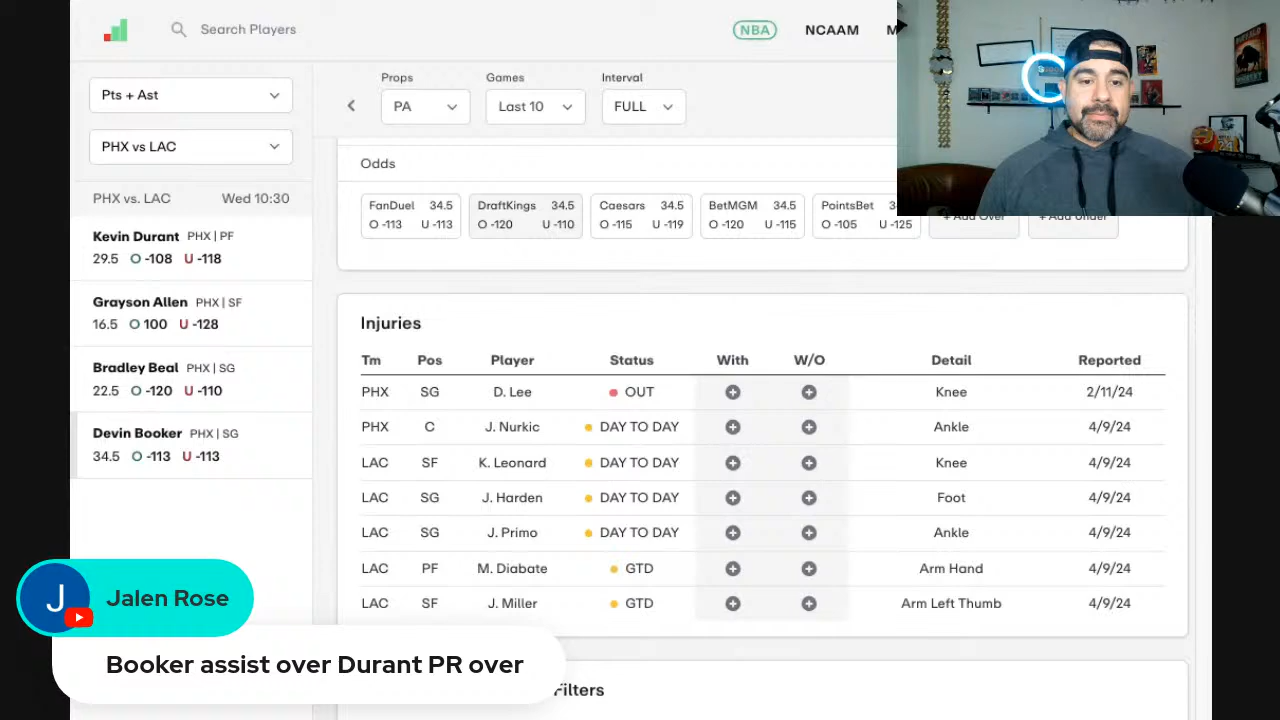 Search Players
NBA NCAAM
Pts + Ast
PHX vs LAC
PHX vs. LAC Wed 10:30
Kevin Durant PHX | PF
29.5 O -108 U -118
Grayson Allen PHX | SF
16.5 O 100 U -128
Bradley Beal PHX | SG
22.5 O -120 U -110
Devin Booker PHX | SG
34.5 O -113 U -113
Props Games Interval
PA Last 10 FULL
Odds
FanDuel 34.5 DraftKings 34.5 Caesars 34.5 BetMGM 34.5 PointsBet
O -113 U -113 O -120 U -110 O -115 U -119 O -120 U -115 O -105 U -125 + Add Over + Add Under
Injuries
Tm Pos Player Status With W/O Detail Reported
PHX SG D. Lee OUT Knee 2/11/24
PHX C J. Nurkic DAY TO DAY Ankle 4/9/24
LAC SF K. Leonard DAY TO DAY Knee 4/9/24
LAC SG J. Harden DAY TO DAY Foot 4/9/24
LAC SG J. Primo DAY TO DAY Ankle 4/9/24
LAC PF M. Diabate GTD Arm Hand 4/9/24
LAC SF J. Miller GTD Arm Left Thumb 4/9/24
Filters
J Jalen Rose
Booker assist over Durant PR over